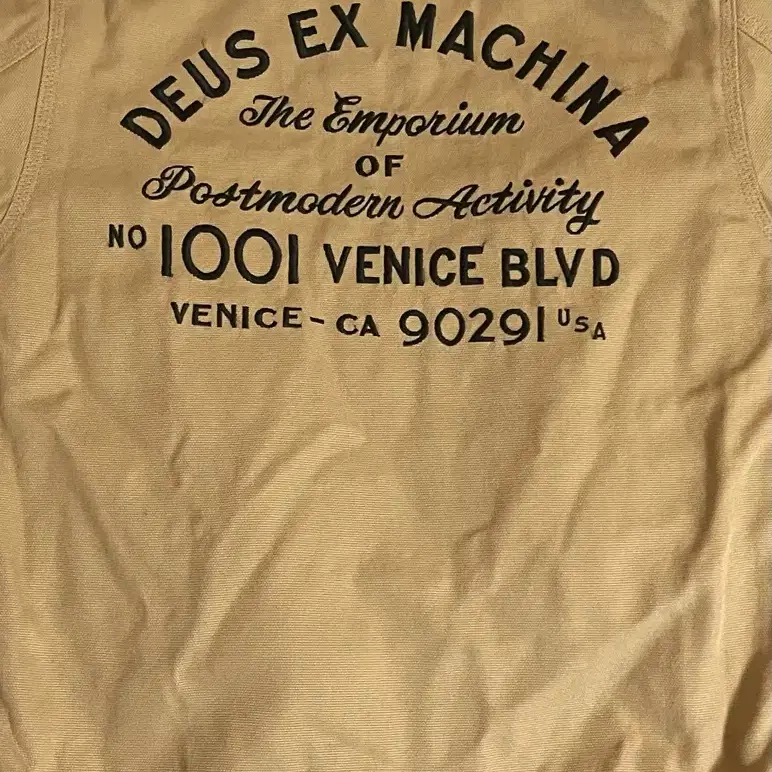 DEUS EX MACHINA
The Emporium
OF
Postmodern Activity
NO 1001 VENICE BLVD
VENICE - CA 90291 USA